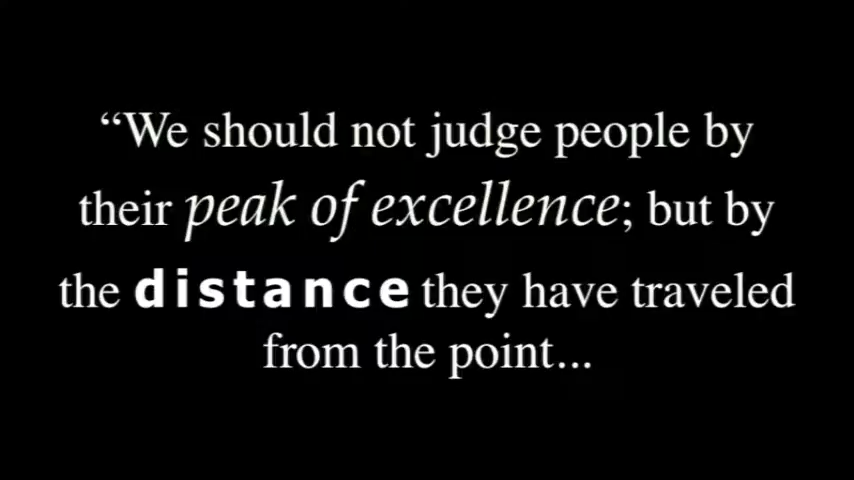 “We should not judge people by
their peak of excellence; but by
the distance they have traveled
from the point...